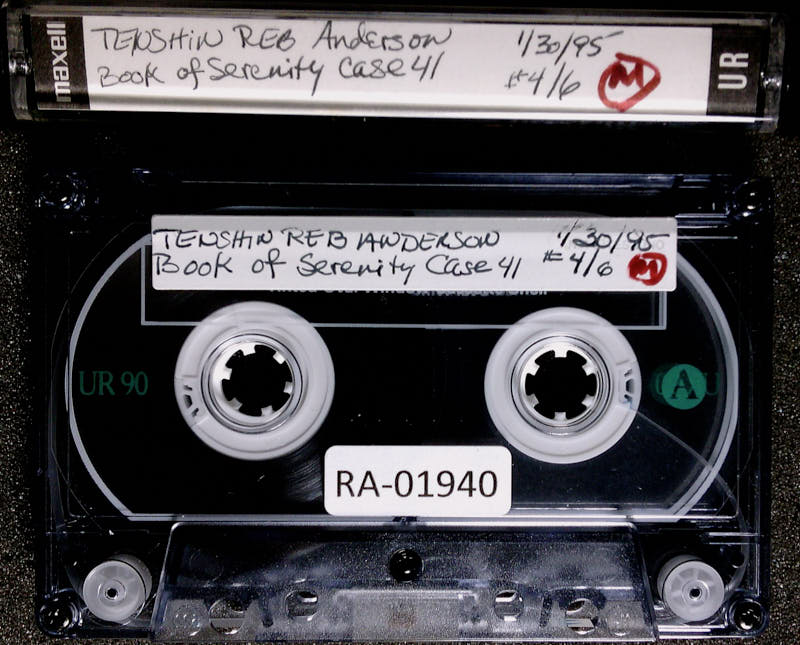 maxell
TENSHIN REB Anderson 1/30/95
Book of Serenity Case 41 #4/6 M
UR
TENSHIN REB ANDERSON 1/30/95
Book of Serenity Case 41 #4/6 M
UR 90
A
RA-01940